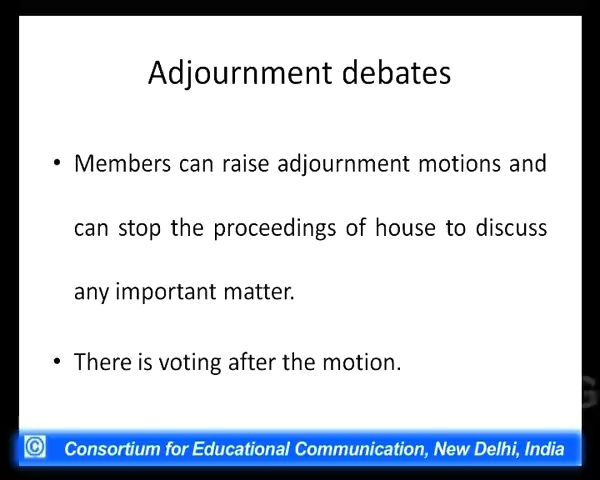 Adjournment debates
• Members can raise adjournment motions and
can stop the proceedings of house to discuss
any important matter.
• There is voting after the motion.
© Consortium for Educational Communication, New Delhi, India